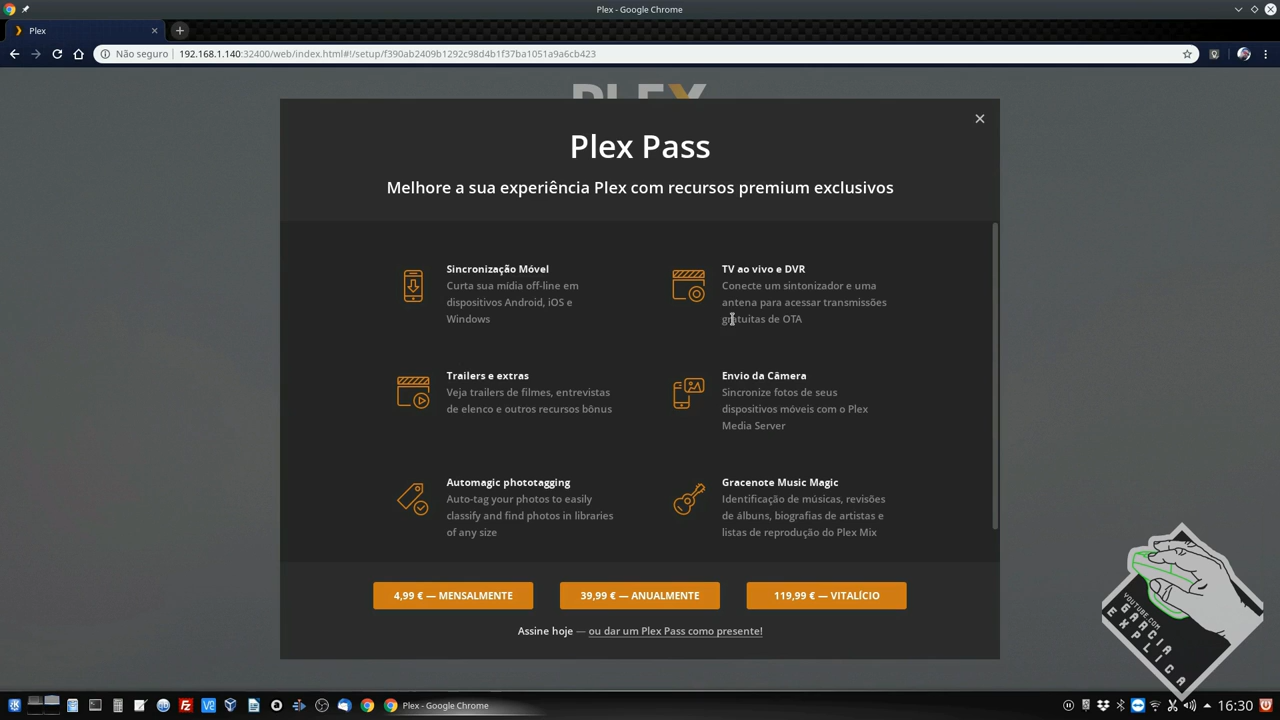 Plex - Google Chrome
Plex
Não seguro
192.168.1.140:32400/web/index.html#!/setup/f390ab2409b1292c98d4b1f37ba1051a9a6cb423
PLEX
Plex Pass
Melhore a sua experiência Plex com recursos premium exclusivos
Sincronização Móvel
Curta sua mídia off-line em
dispositivos Android, iOS e
Windows
TV ao vivo e DVR
Conecte um sintonizador e uma
antena para acessar transmissões
gratuitas de OTA
Trailers e extras
Veja trailers de filmes, entrevistas
de elenco e outros recursos bônus
Envio da Câmera
Sincronize fotos de seus
dispositivos móveis com o Plex
Media Server
Automagic phototagging
Auto-tag your photos to easily
classify and find photos in libraries
of any size
Gracenote Music Magic
Identificação de músicas, revisões
de álbuns, biografias de artistas e
listas de reprodução do Plex Mix
4,99 € — MENSALMENTE
39,99 € — ANUALMENTE
119,99 € — VITALÍCIO
Assine hoje — ou dar um Plex Pass como presente!
YOUTUBE.COM
GARCIA
EXPLICA
Plex - Google Chrome
16:30